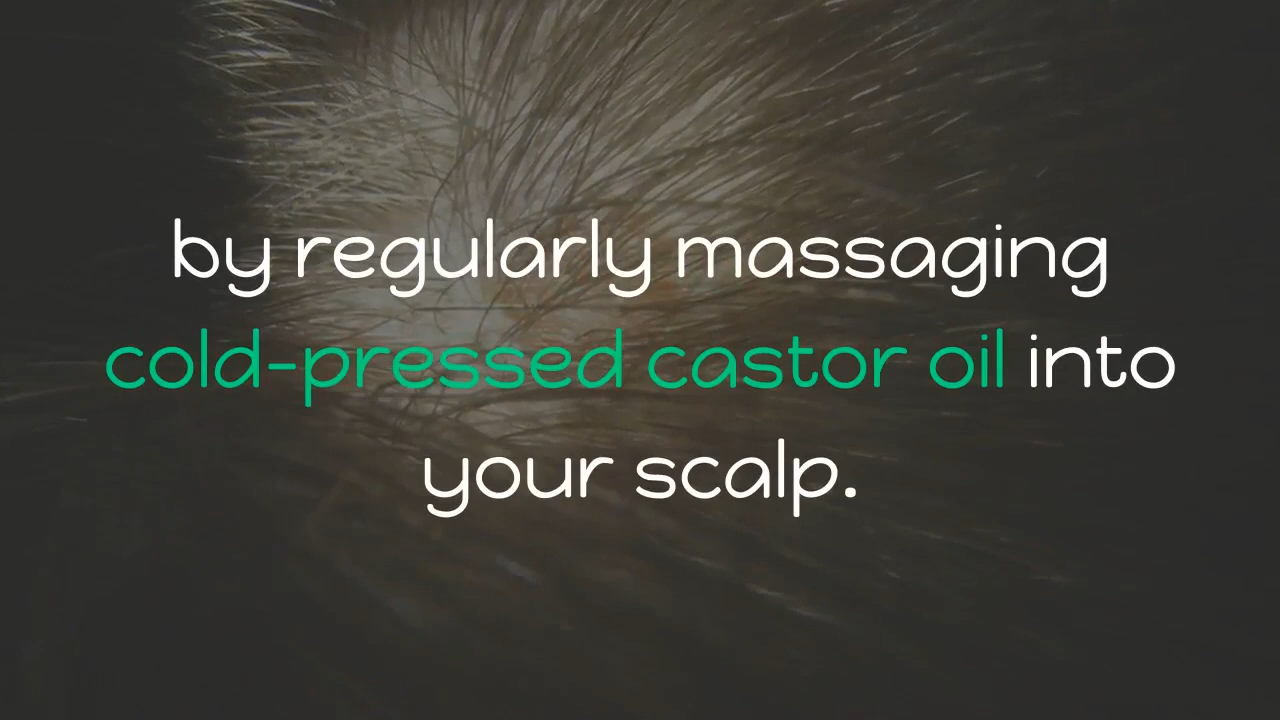 by regularly massaging
cold-pressed castor oil into
your scalp.